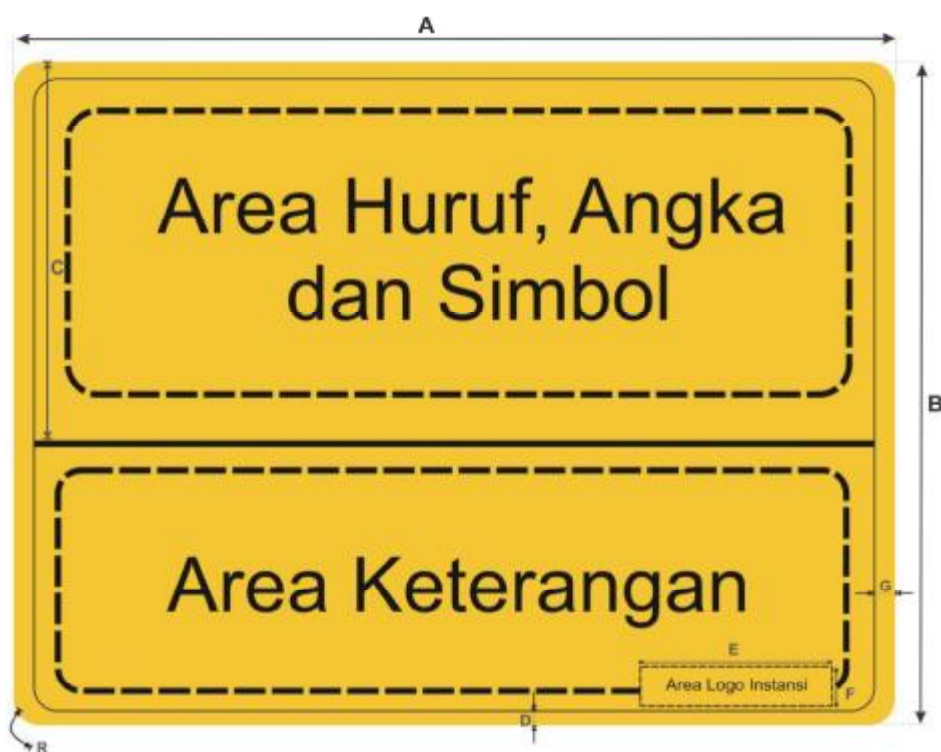 A
Area Huruf, Angka
dan Simbol
C
B
Area Keterangan
G
E
Area Logo Instansi
F
D
R